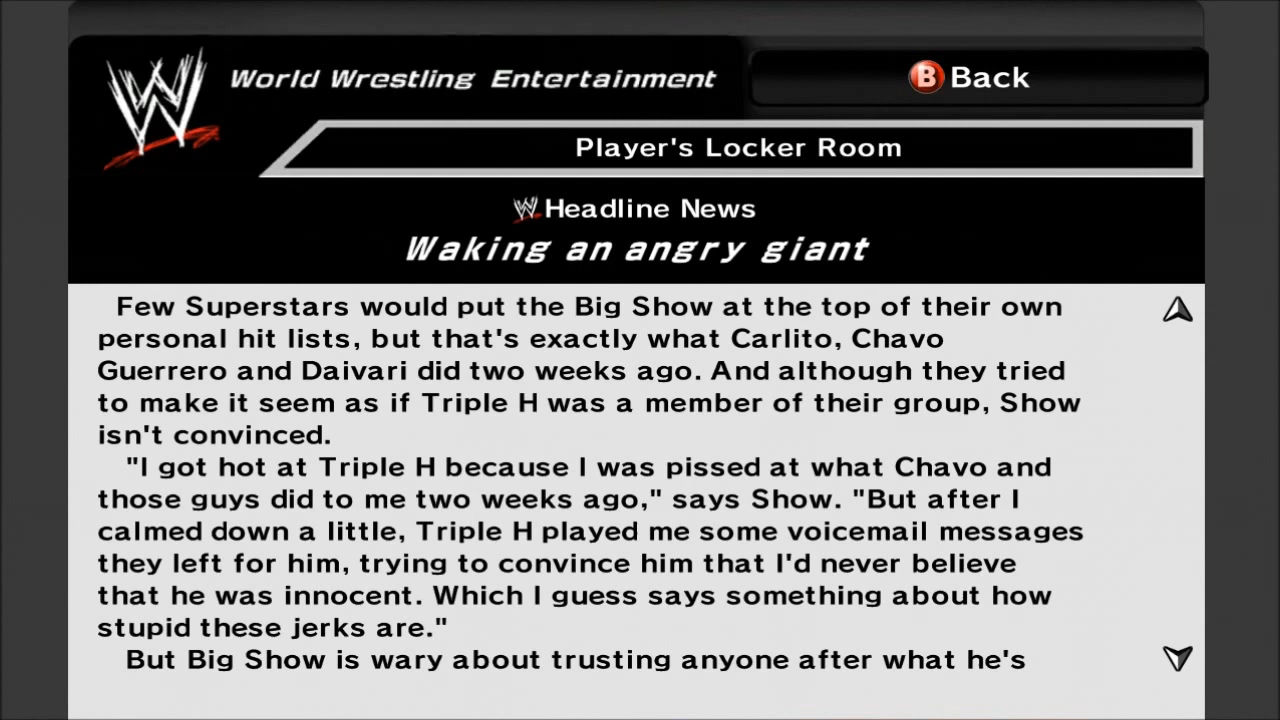 W World Wrestling Entertainment
B Back
Player's Locker Room
W Headline News
Waking an angry giant
Few Superstars would put the Big Show at the top of their own
personal hit lists, but that's exactly what Carlito, Chavo
Guerrero and Daivari did two weeks ago. And although they tried
to make it seem as if Triple H was a member of their group, Show
isn't convinced.
"I got hot at Triple H because I was pissed at what Chavo and
those guys did to me two weeks ago," says Show. "But after I
calmed down a little, Triple H played me some voicemail messages
they left for him, trying to convince him that I'd never believe
that he was innocent. Which I guess says something about how
stupid these jerks are."
But Big Show is wary about trusting anyone after what he's